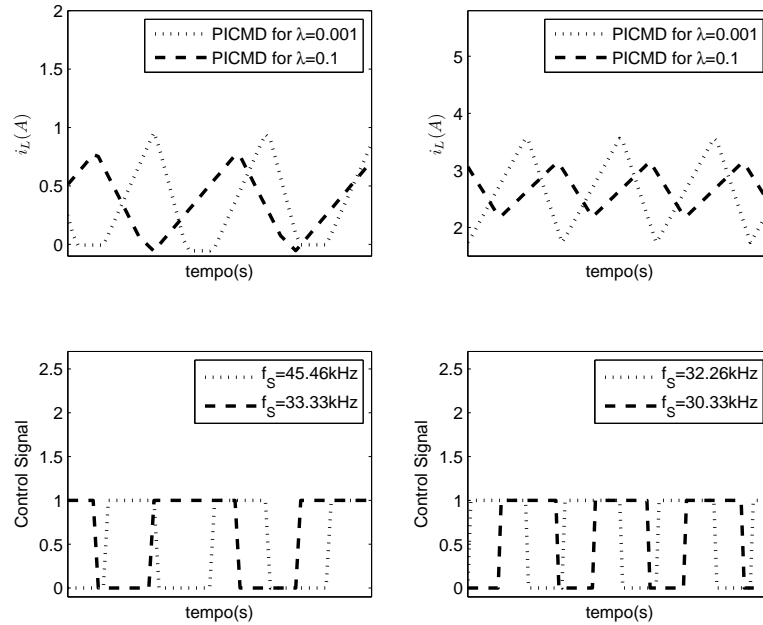 2
1.5
1
0.5
0
i_L(A)
tempo(s)
PICMD for λ=0.001
PICMD for λ=0.1
5
4
3
2
i_L(A)
tempo(s)
PICMD for λ=0.001
PICMD for λ=0.1
2.5
2
1.5
1
0.5
0
Control Signal
tempo(s)
f_S=45.46kHz
f_S=33.33kHz
2.5
2
1.5
1
0.5
0
Control Signal
tempo(s)
f_S=32.26kHz
f_S=30.33kHz